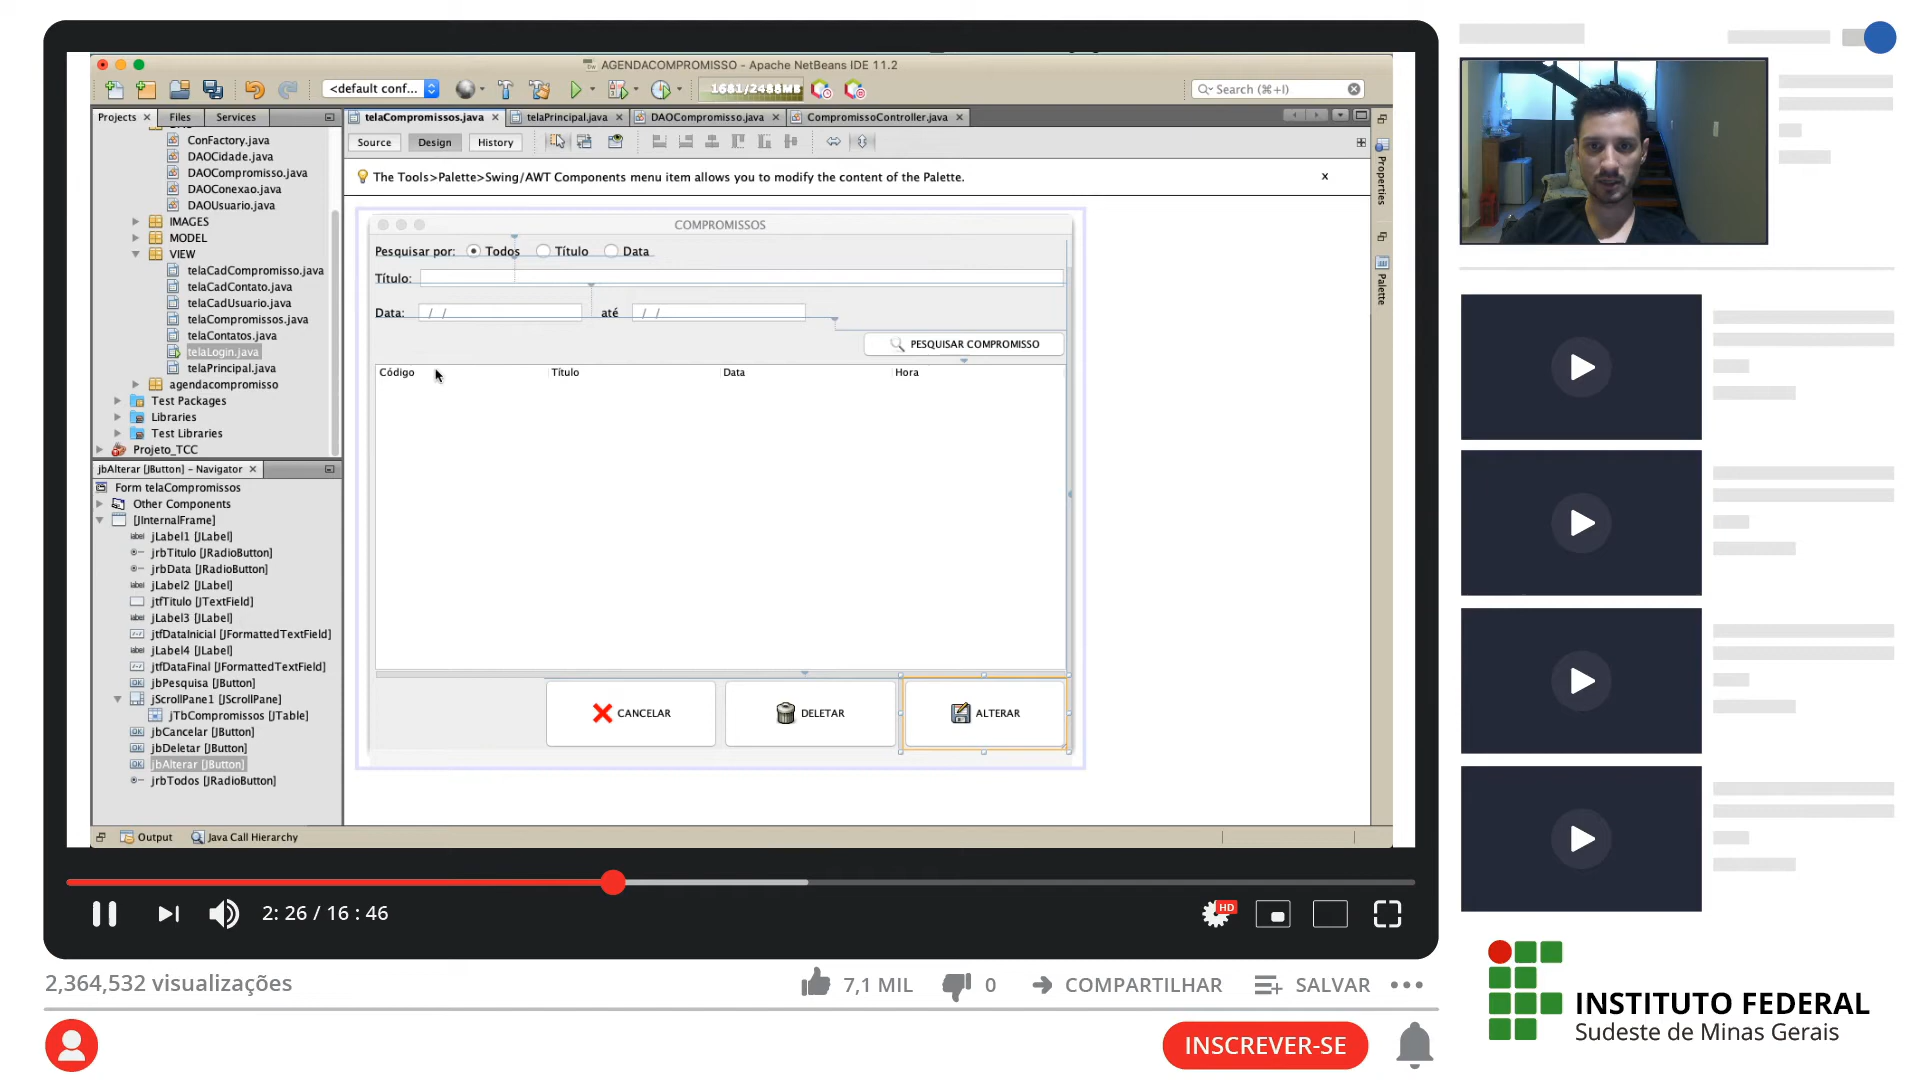 AGENDACOMPROMISSO - Apache NetBeans IDE 11.2
<default conf...
1681/2488MB
Search (⌘+I)
Projects
Files
Services
telaCompromissos.java
telaPrincipal.java
DAOCompromisso.java
CompromissoController.java
Source
Design
History
The Tools>Palette>Swing/AWT Components menu item allows you to modify the content of the Palette.
x
ConFactory.java
DAOCidade.java
DAOCompromisso.java
DAOConexao.java
DAOUsuario.java
IMAGES
MODEL
VIEW
telaCadCompromisso.java
telaCadContato.java
telaCadUsuario.java
telaCompromissos.java
telaContatos.java
telaLogin.java
telaPrincipal.java
agendacompromisso
Test Packages
Libraries
Test Libraries
Projeto_TCC
jbAlterar [JButton] - Navigator
Form telaCompromissos
Other Components
[JInternalFrame]
jLabel1 [JLabel]
jrbTitulo [JRadioButton]
jrbData [JRadioButton]
jLabel2 [JLabel]
jtfTitulo [JTextField]
jLabel3 [JLabel]
jtfDataInicial [JFormattedTextField]
jLabel4 [JLabel]
jtfDataFinal [JFormattedTextField]
jbPesquisa [JButton]
jScrollPane1 [JScrollPane]
jTbCompromissos [JTable]
jbCancelar [JButton]
jbDeletar [JButton]
jbAlterar [JButton]
jrbTodos [JRadioButton]
Output
Java Call Hierarchy
COMPROMISSOS
Pesquisar por: Todos Título Data
Título:
Data: / / até / /
PESQUISAR COMPROMISSO
Código Título Data Hora
CANCELAR
DELETAR
ALTERAR
Properties
Palette
2: 26 / 16 : 46
HD
2,364,532 visualizações
7,1 MIL
0
COMPARTILHAR
SALVAR
INSCREVER-SE
INSTITUTO FEDERAL
Sudeste de Minas Gerais